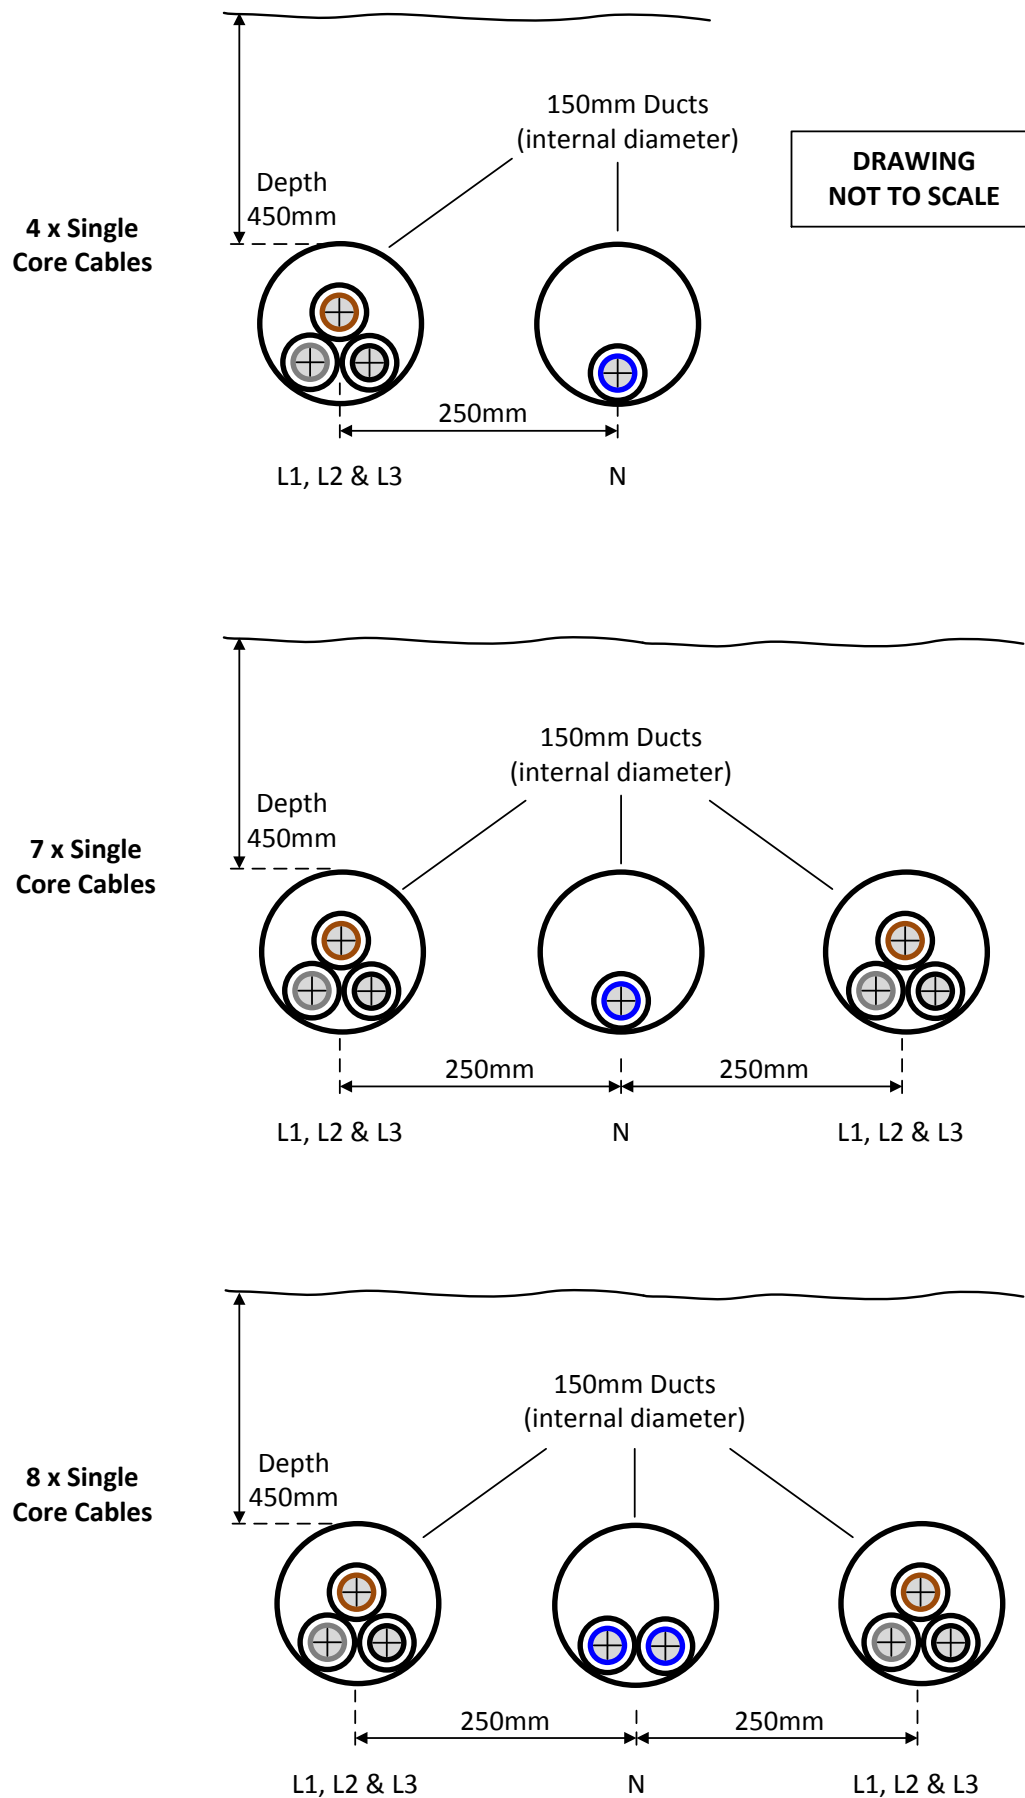 150mm Ducts
(internal diameter)
DRAWING
NOT TO SCALE
Depth
450mm
4 x Single
Core Cables
250mm
L1, L2 & L3
N
150mm Ducts
(internal diameter)
Depth
450mm
7 x Single
Core Cables
250mm
250mm
L1, L2 & L3
N
L1, L2 & L3
150mm Ducts
(internal diameter)
Depth
450mm
8 x Single
Core Cables
250mm
250mm
L1, L2 & L3
N
L1, L2 & L3